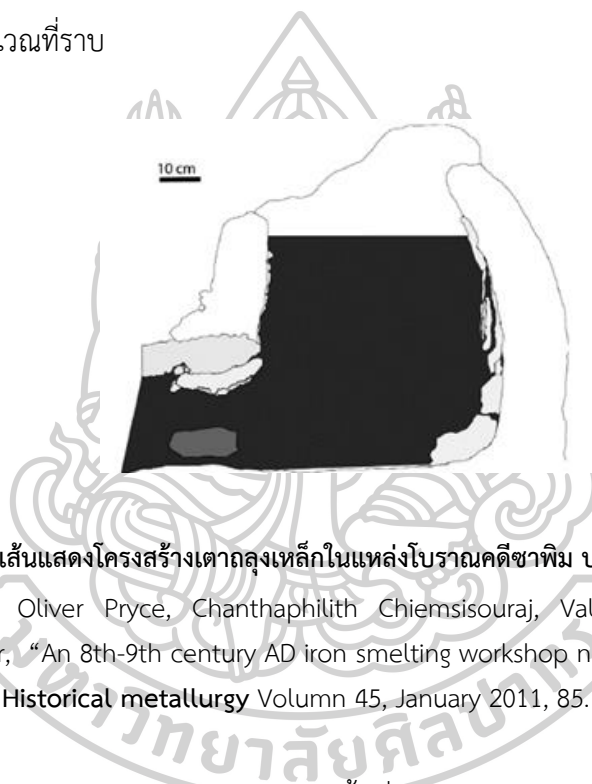 วณที่ราบ
10 cm
เส้นแสดงโครงสร้างเตาถลุงเหล็กในแหล่งโบราณคดีซาพิม ป
Oliver Pryce, Chanthaphilith Chiemsisouraj, Val
r, “An 8th-9th century AD iron smelting workshop n
Historical metallurgy Volumn 45, January 2011, 85.